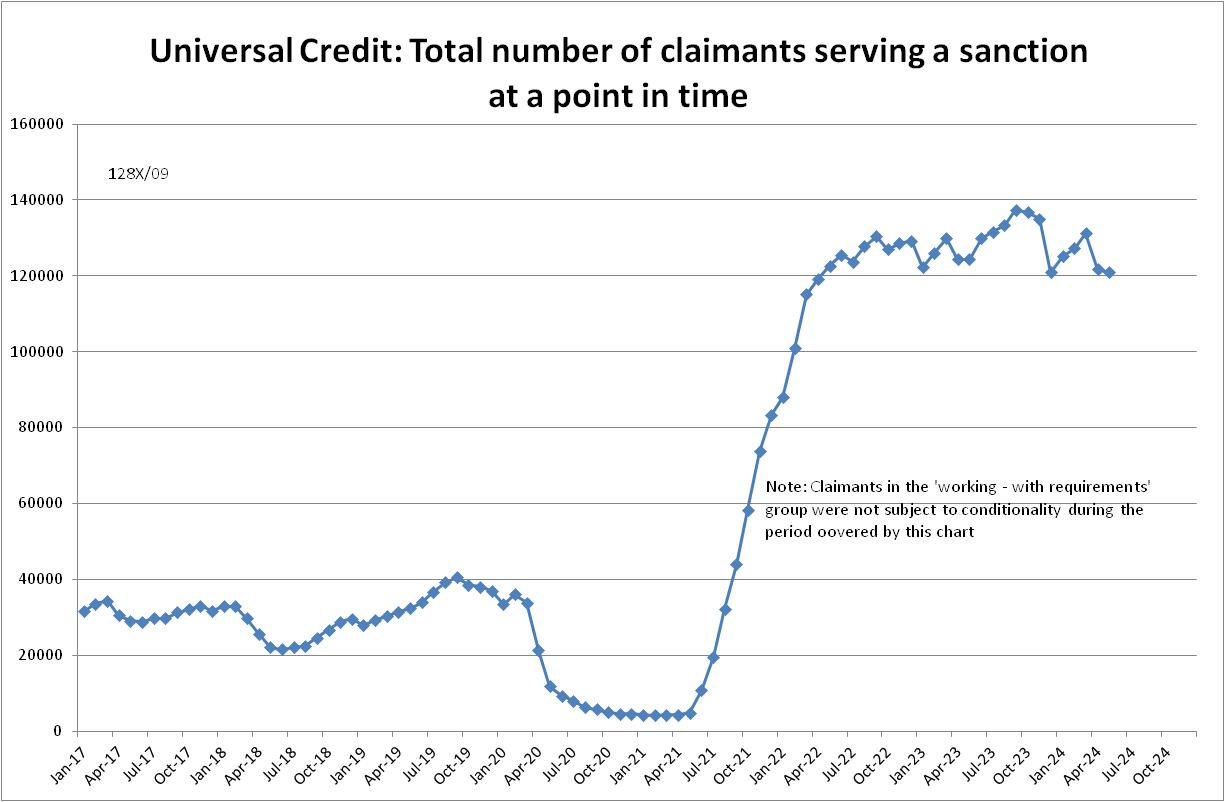 Universal Credit: Total number of claimants serving a sanction
at a point in time
160000
128X/09
140000
120000
100000
80000
Note: Claimants in the 'working - with requirements'
60000
group were not subject to conditionality during the
period oovered by this chart
40000
20000
0
Jan-17 Apr-17 Jul-17 Oct-17 Jan-18 Apr-18 Jul-18 Oct-18 Jan-19 Apr-19 Jul-19 Oct-19 Jan-20 Apr-20 Jul-20 Oct-20 Jan-21 Apr-21 Jul-21 Oct-21 Jan-22 Apr-22 Jul-22 Oct-22 Jan-23 Apr-23 Jul-23 Oct-23 Jan-24 Apr-24 Jul-24 Oct-24